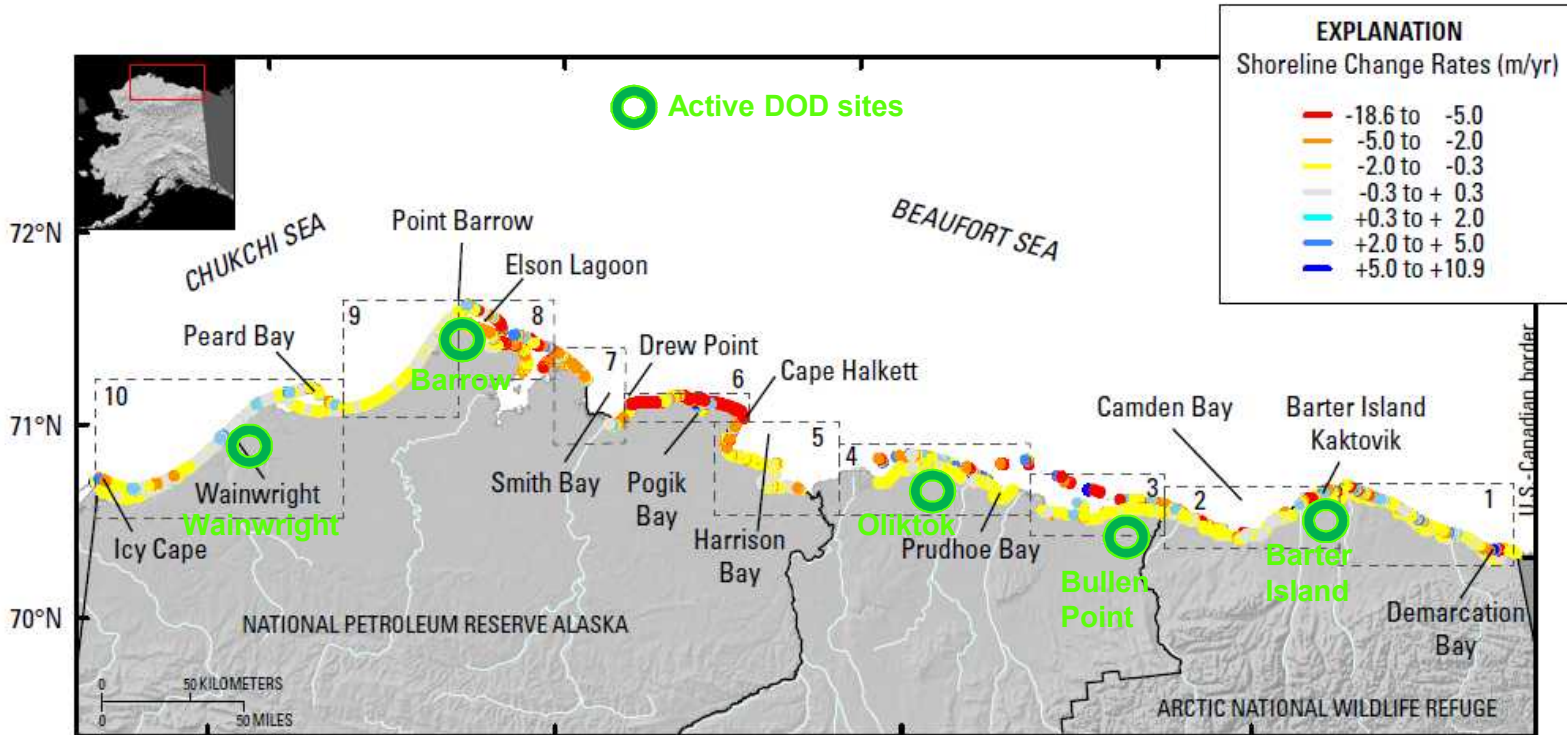 EXPLANATION
Shoreline Change Rates (m/yr)
-18.6 to -5.0
-5.0 to -2.0
-2.0 to -0.3
-0.3 to + 0.3
+0.3 to + 2.0
+2.0 to + 5.0
+5.0 to +10.9
Active DOD sites
72°N
71°N
70°N
CHUKCHI SEA
BEAUFORT SEA
Point Barrow
Elson Lagoon
Peard Bay
9
8
Barrow
10
7
Drew Point
6
Cape Halkett
Camden Bay
Barter Island
Kaktovik
U.S.-Canadian border
Wainwright
Wainwright
Icy Cape
Smith Bay
Pogik
Bay
5
Harrison
Bay
4
Oliktok
Prudhoe Bay
3
Bullen
Point
2
Barter
Island
1
Demarcation
Bay
NATIONAL PETROLEUM RESERVE ALASKA
ARCTIC NATIONAL WILDLIFE REFUGE
0 50 KILOMETERS
0 50 MILES